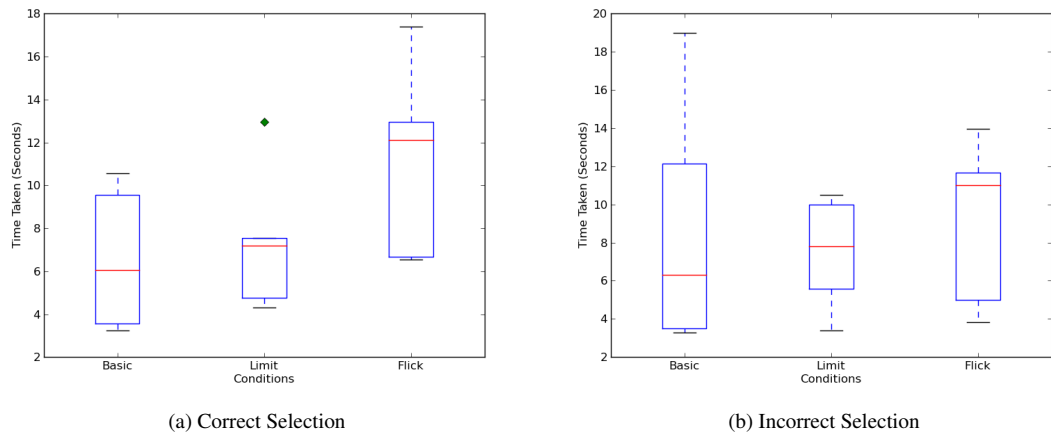 18
16
14
12
10
8
6
4
2
Time Taken (Seconds)
Basic Limit Flick
Conditions
(a) Correct Selection
20
18
16
14
12
10
8
6
4
2
Time Taken (Seconds)
Basic Limit Flick
Conditions
(b) Incorrect Selection